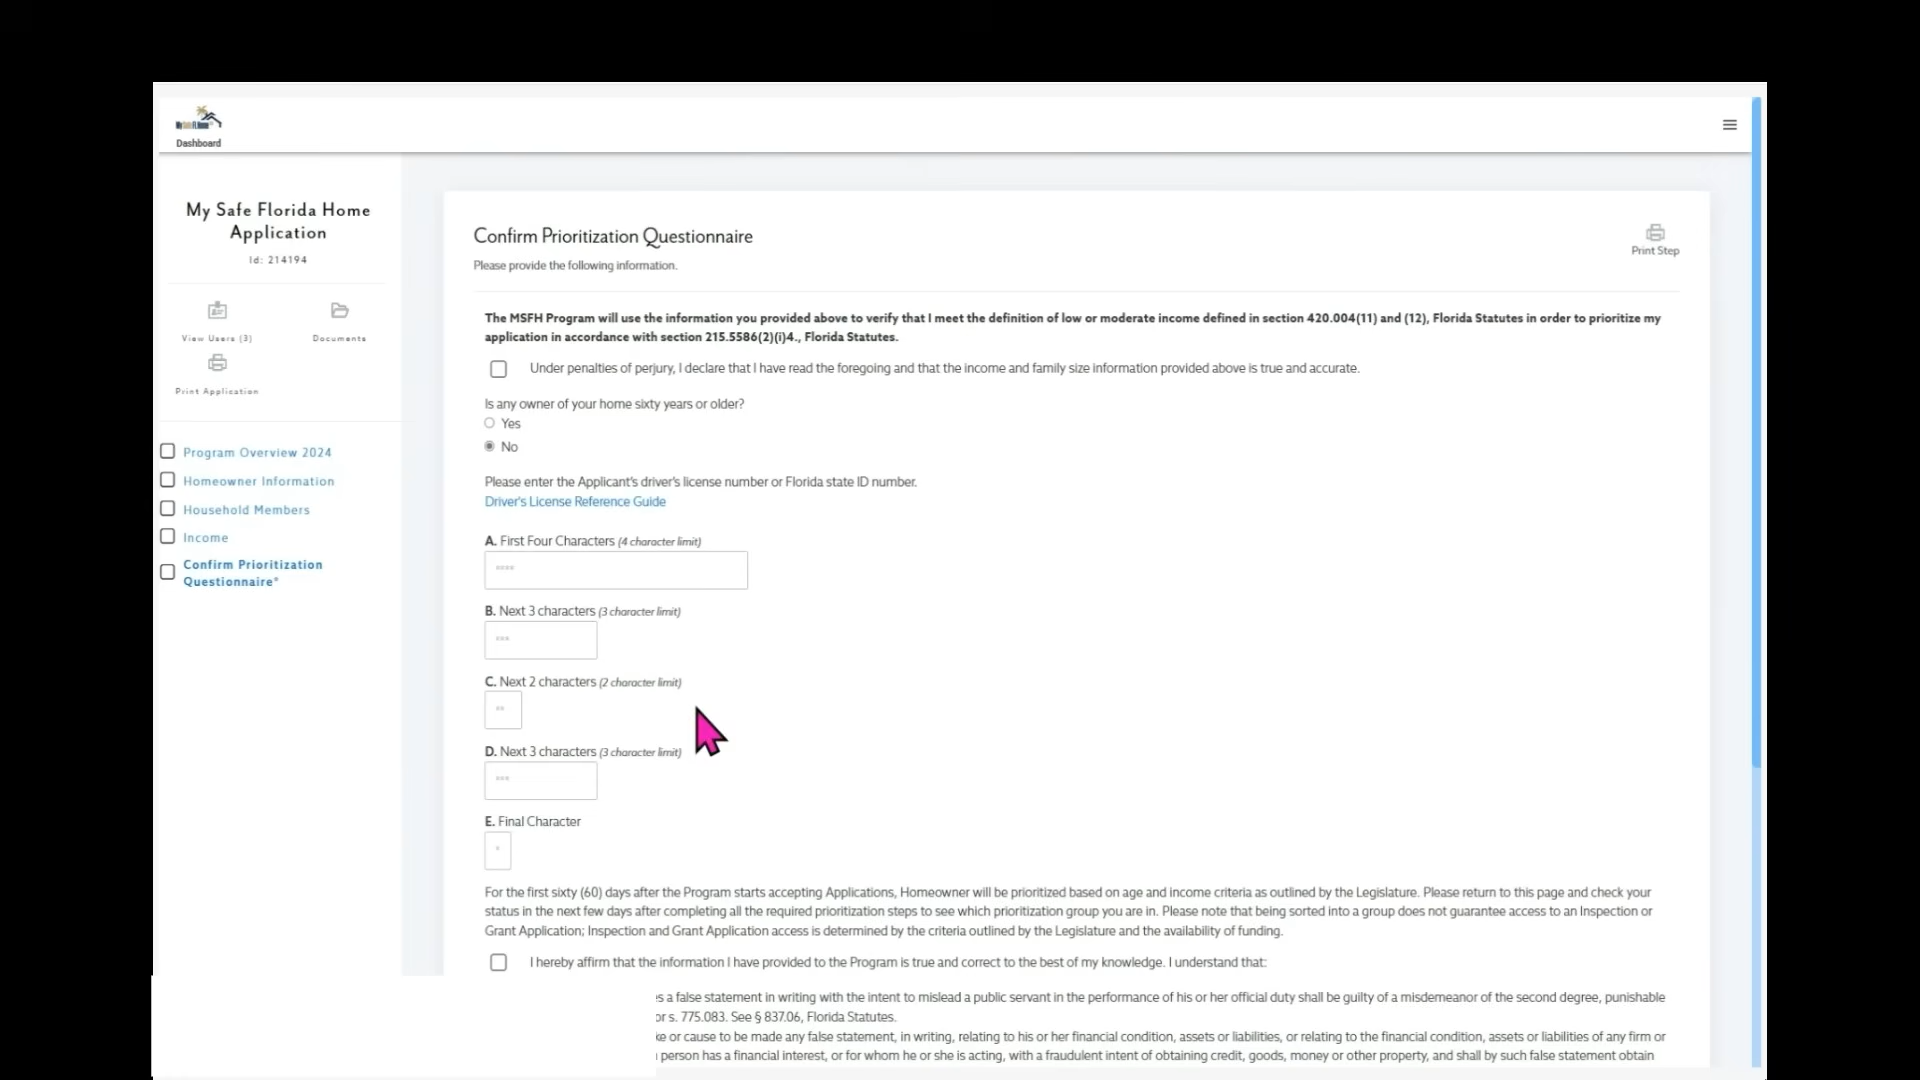 Dashboard
My Safe Florida Home
Application
Id: 214194
View Users (3)
Documents
Print Application
Program Overview 2024
Homeowner Information
Household Members
Income
Confirm Prioritization
Questionnaire*
Confirm Prioritization Questionnaire
Print Step
Please provide the following information.
The MSFH Program will use the information you provided above to verify that I meet the definition of low or moderate income defined in section 420.004(11) and (12), Florida Statutes in order to prioritize my
application in accordance with section 215.5586(2)(i)4., Florida Statutes.
Under penalties of perjury, I declare that I have read the foregoing and that the income and family size information provided above is true and accurate.
Is any owner of your home sixty years or older?
Yes
No
Please enter the Applicant's driver's license number or Florida state ID number.
Driver's License Reference Guide
A. First Four Characters (4 character limit)
****
B. Next 3 characters (3 character limit)
***
C. Next 2 characters (2 character limit)
**
D. Next 3 characters (3 character limit)
***
E. Final Character
*
For the first sixty (60) days after the Program starts accepting Applications, Homeowner will be prioritized based on age and income criteria as outlined by the Legislature. Please return to this page and check your
status in the next few days after completing all the required prioritization steps to see which prioritization group you are in. Please note that being sorted into a group does not guarantee access to an Inspection or
Grant Application; Inspection and Grant Application access is determined by the criteria outlined by the Legislature and the availability of funding.
I hereby affirm that the information I have provided to the Program is true and correct to the best of my knowledge. I understand that:
a false statement in writing with the intent to mislead a public servant in the performance of his or her official duty shall be guilty of a misdemeanor of the second degree, punishable
or s. 775.083. See § 837.06, Florida Statutes.
or cause to be made any false statement, in writing, relating to his or her financial condition, assets or liabilities, or relating to the financial condition, assets or liabilities of any firm or
person has a financial interest, or for whom he or she is acting, with a fraudulent intent of obtaining credit, goods, money or other property, and shall by such false statement obtain